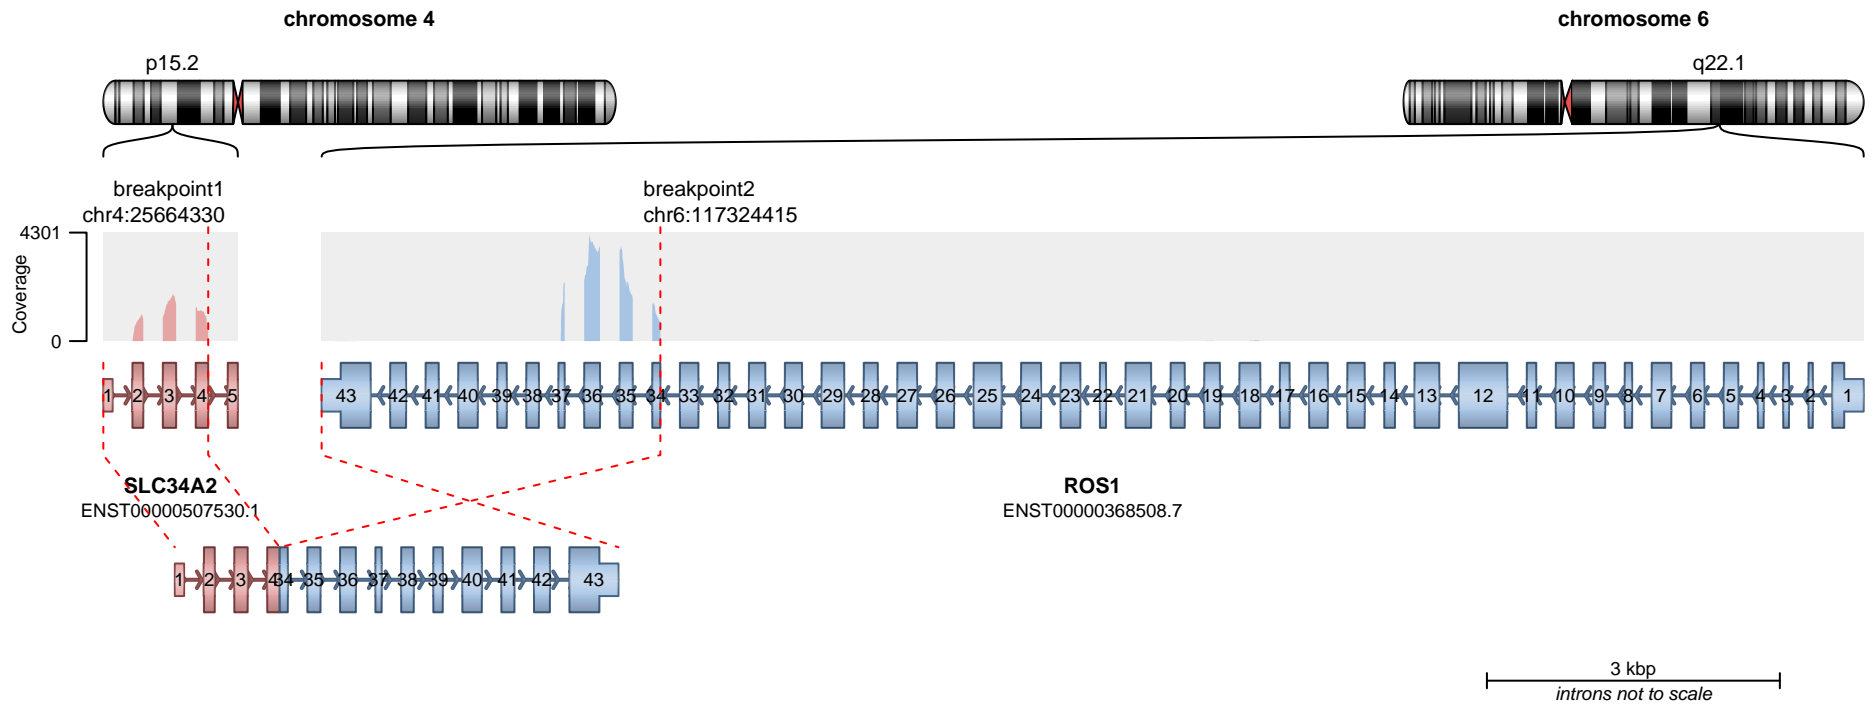 chromosome 4
chromosome 6
p15.2
q22.1
breakpoint1
chr4:25664330
breakpoint2
chr6:117324415
4301
0
Coverage
1 2 3 4 5
43 42 41 40 39 38 37 36 35 34 33 32 31 30 29 28 27 26 25 24 23 22 21 20 19 18 17 16 15 14 13 12 11 10 9 8 7 6 5 4 3 2 1
SLC34A2
ENST00000507530.1
ROS1
ENST00000368508.7
1 2 3 4 34 35 36 37 38 39 40 41 42 43
3 kbp
introns not to scale